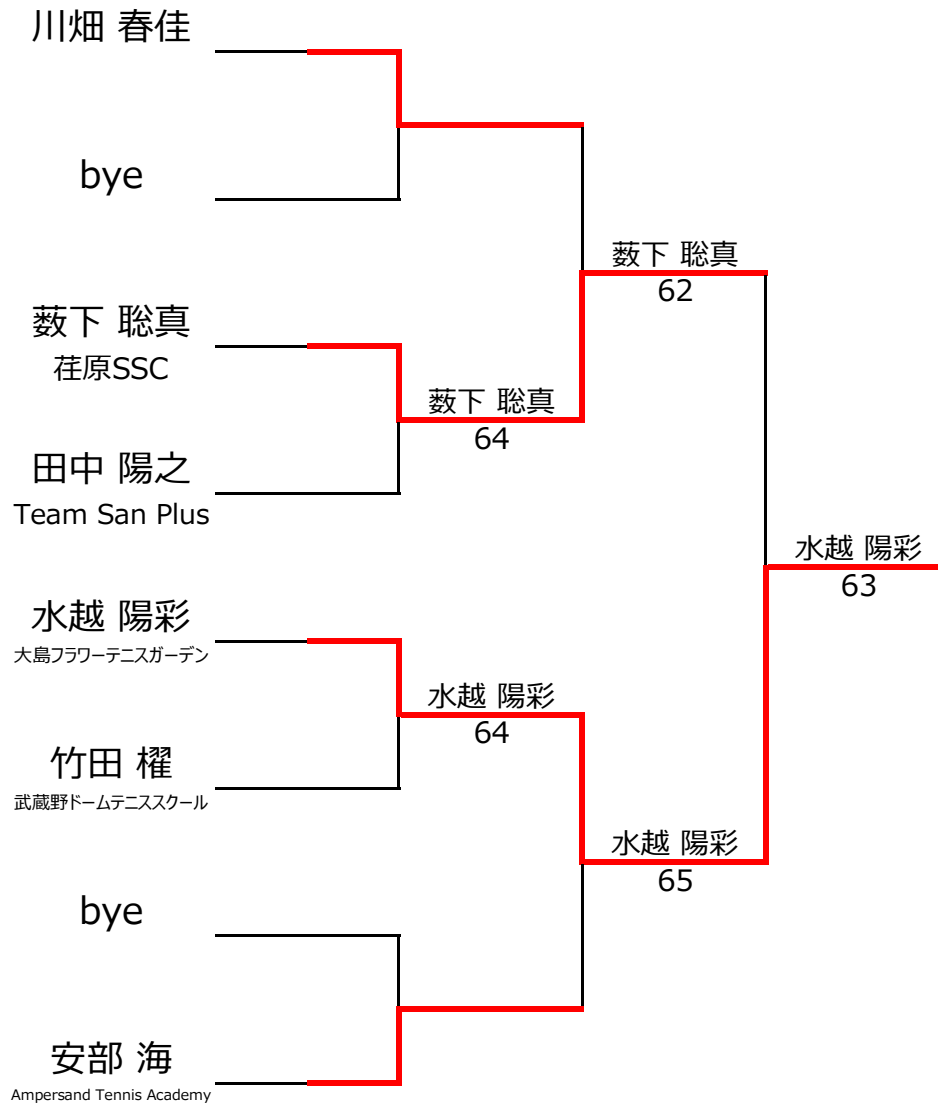 川畑 春佳
bye
薮下 聡真
荏原SSC
田中 陽之
Team San Plus
水越 陽彩
大島フラワーテニスガーデン
竹田 櫂
武蔵野ドームテニススクール
bye
安部 海
Ampersand Tennis Academy
薮下 聡真
64
水越 陽彩
64
薮下 聡真
62
水越 陽彩
65
水越 陽彩
63